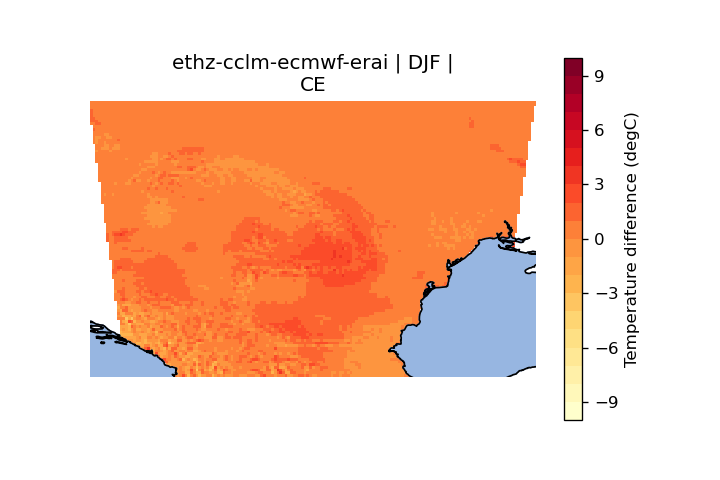 ethz-cclm-ecmwf-erai | DJF |
CE
9
6
3
0
−3
−6
−9
Temperature difference (degC)